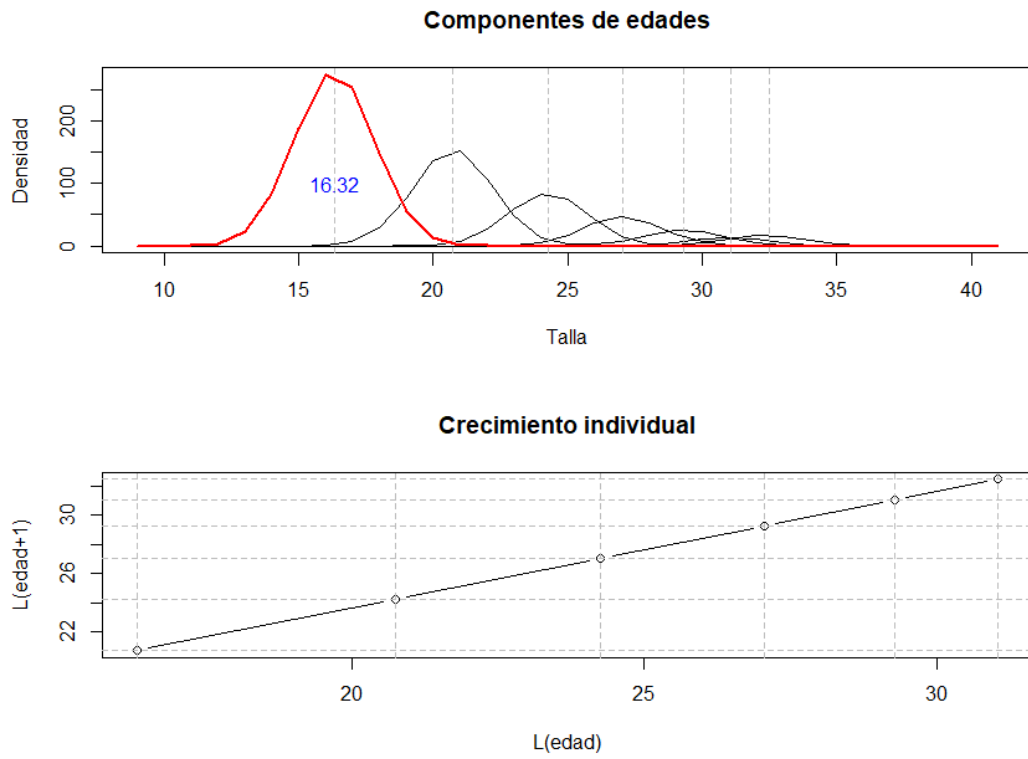 Componentes de edades
Densidad
200
100
0
16.32
10 15 20 25 30 35 40
Talla
Crecimiento individual
L(edad+1)
30
26
22
20 25 30
L(edad)